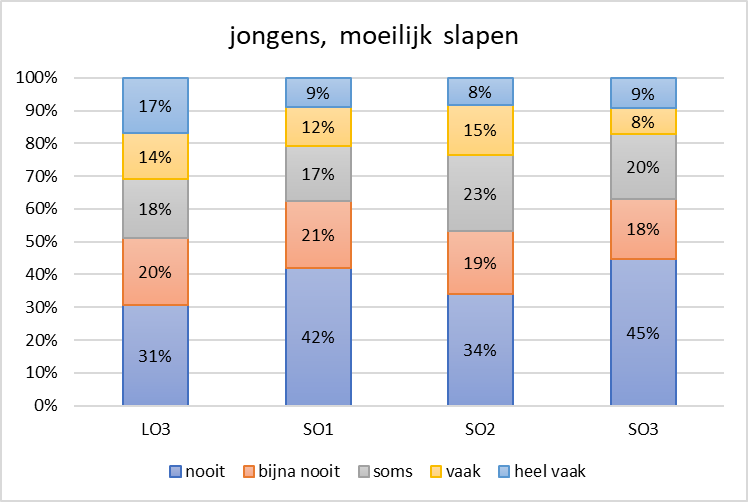 jongens, moeilijk slapen
100%
90%
80%
70%
60%
50%
40%
30%
20%
10%
0%
17% 9% 8% 9%
14% 12% 15% 8%
18% 17% 23% 20%
20% 21% 19% 18%
31% 42% 34% 45%
LO3 SO1 SO2 SO3
nooit bijna nooit soms vaak heel vaak